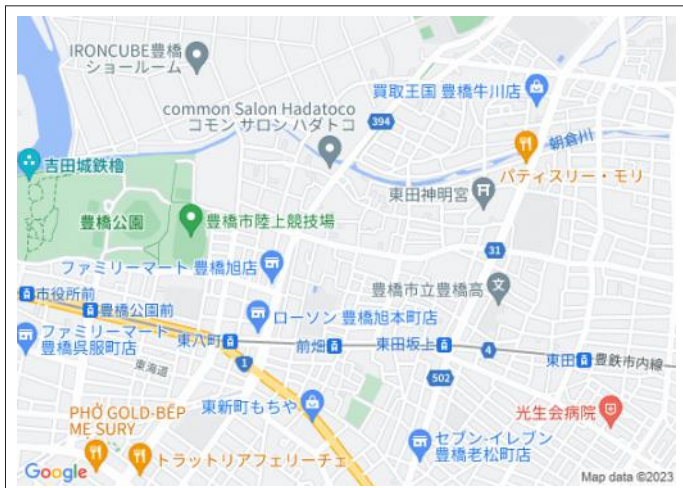 IRONCUBE豊橋
ショールーム
買取王国 豊橋牛川店
common Salon Hadatoco
コモン サロン ハダトコ
394
朝倉川
パティスリー・モリ
吉田城鉄櫓
東田神明宮
豊橋公園
豊橋市陸上競技場
31
ファミリーマート 豊橋旭店
豊橋市立豊橋高
市役所前
豊橋公園前
ローソン 豊橋旭本町店
ファミリーマート
豊橋呉服町店
東八町
前畑
東田坂上
4
東田
豊鉄市内線
東海道
1
502
東新町もちや
光生会病院
PHỞ GOLD-BẾP
ME SURY
セブン-イレブン
豊橋老松町店
トラットリアフェリーチェ
Google
Map data ©2023